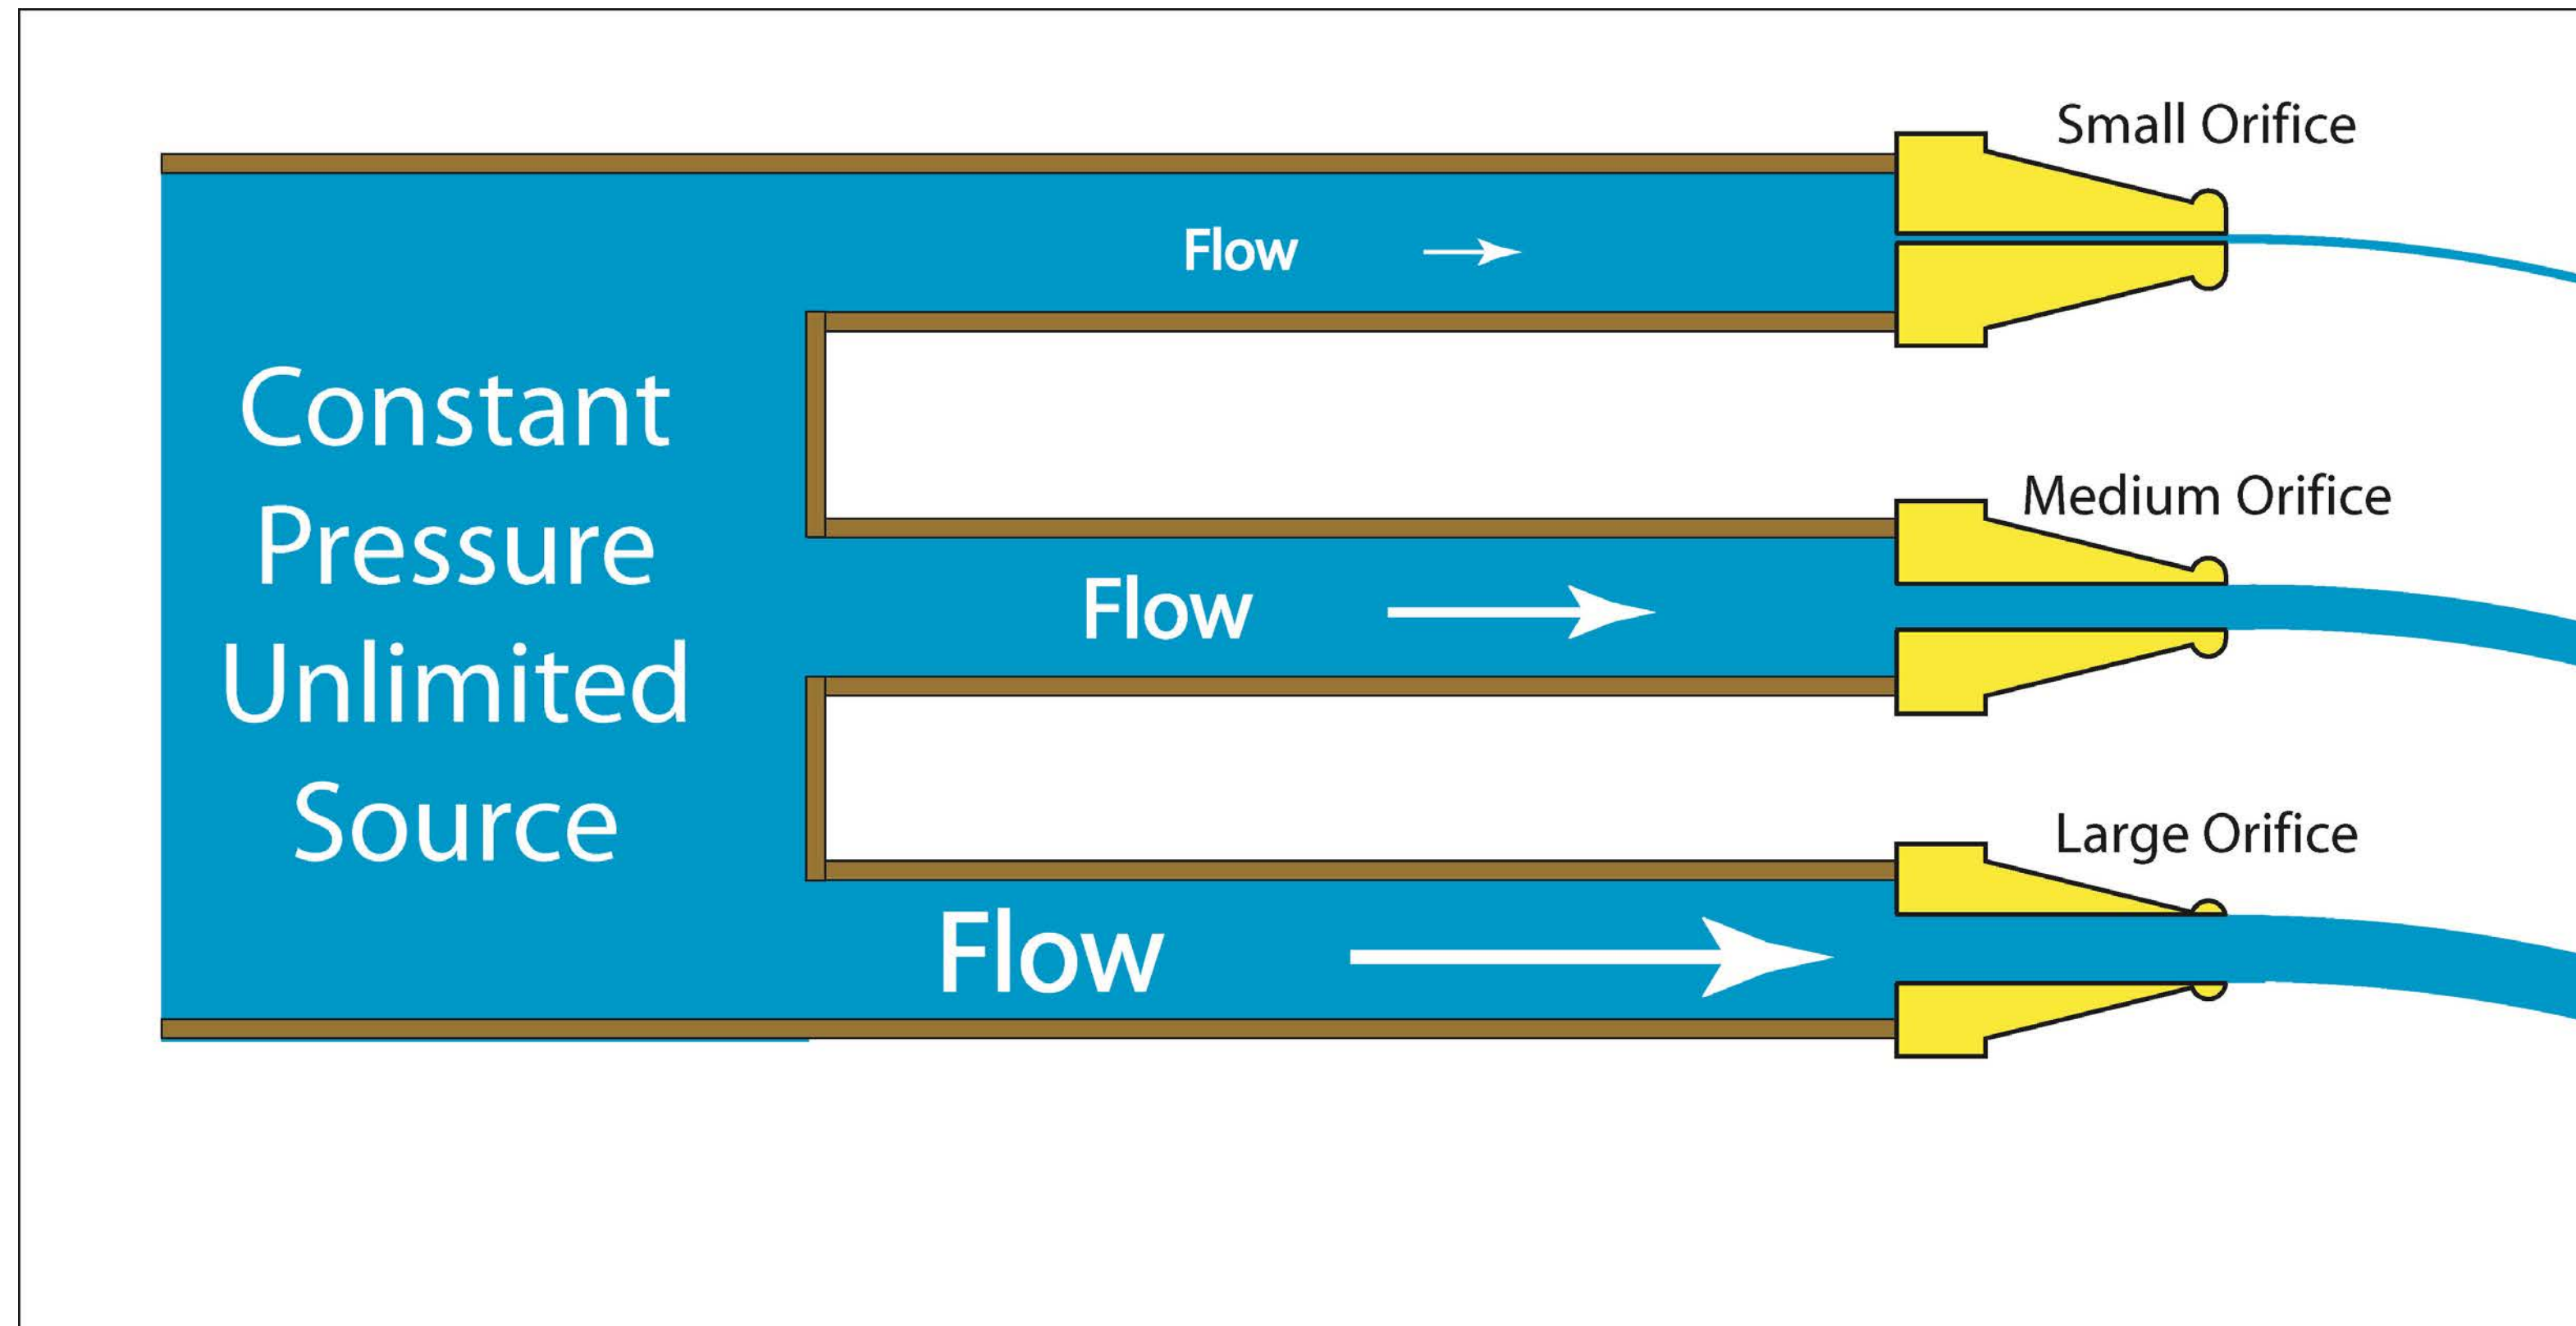 Small Orifice
Flow
Constant
Pressure
Unlimited
Source
Medium Orifice
Flow
Large Orifice
Flow